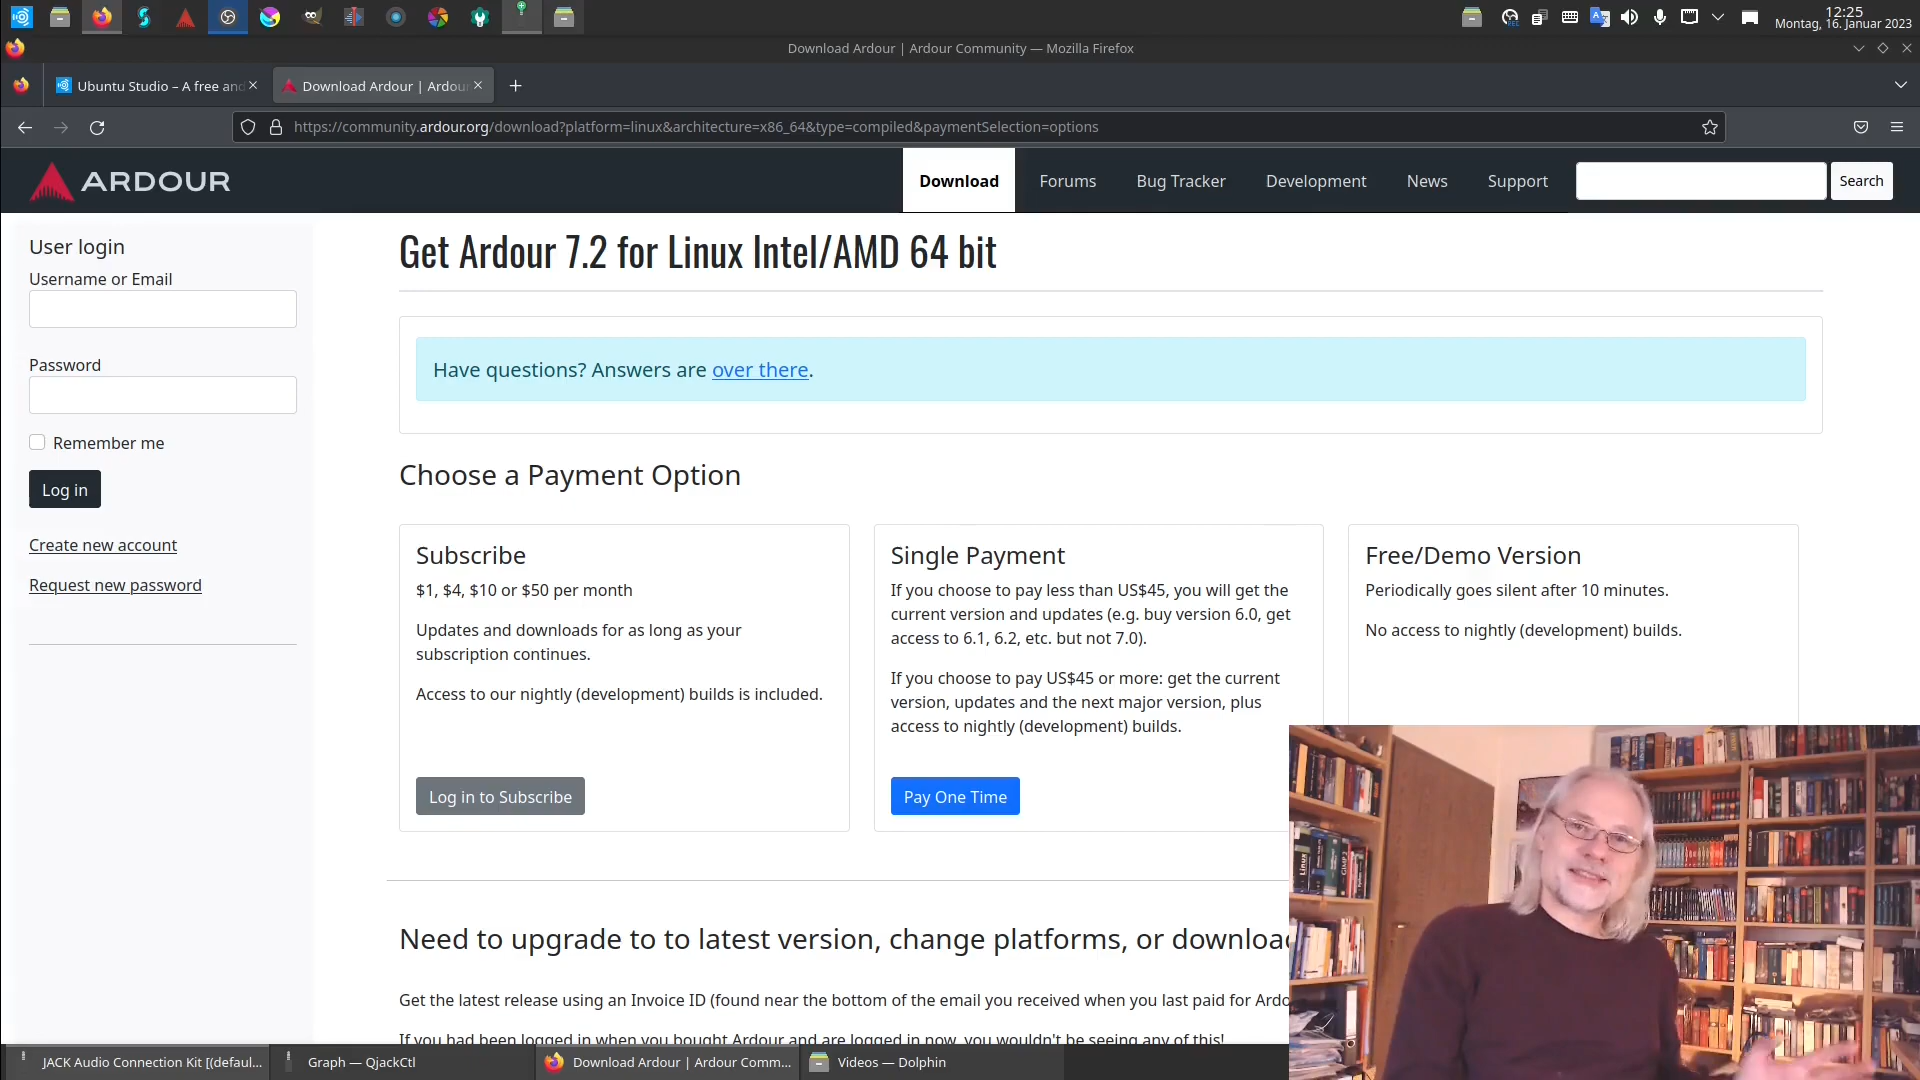 12:25
Montag, 16. Januar 2023
Download Ardour | Ardour Community — Mozilla Firefox
Ubuntu Studio – A free and
Download Ardour | Ardou
https://community.ardour.org/download?platform=linux&architecture=x86_64&type=compiled&paymentSelection=options
ARDOUR
Download
Forums
Bug Tracker
Development
News
Support
Search
User login
Username or Email
Password
Remember me
Log in
Create new account
Request new password
Get Ardour 7.2 for Linux Intel/AMD 64 bit
Have questions? Answers are over there.
Choose a Payment Option
Subscribe
$1, $4, $10 or $50 per month
Updates and downloads for as long as your
subscription continues.
Access to our nightly (development) builds is included.
Log in to Subscribe
Single Payment
If you choose to pay less than US$45, you will get the
current version and updates (e.g. buy version 6.0, get
access to 6.1, 6.2, etc. but not 7.0).
If you choose to pay US$45 or more: get the current
version, updates and the next major version, plus
access to nightly (development) builds.
Pay One Time
Free/Demo Version
Periodically goes silent after 10 minutes.
No access to nightly (development) builds.
Need to upgrade to to latest version, change platforms, or download
Get the latest release using an Invoice ID (found near the bottom of the email you received when you last paid for Ardo
If you had been logged in when you bought Ardour and are logged in now, you wouldn't be seeing any of this!
JACK Audio Connection Kit [(defaul...
Graph — QjackCtl
Download Ardour | Ardour Comm...
Videos — Dolphin